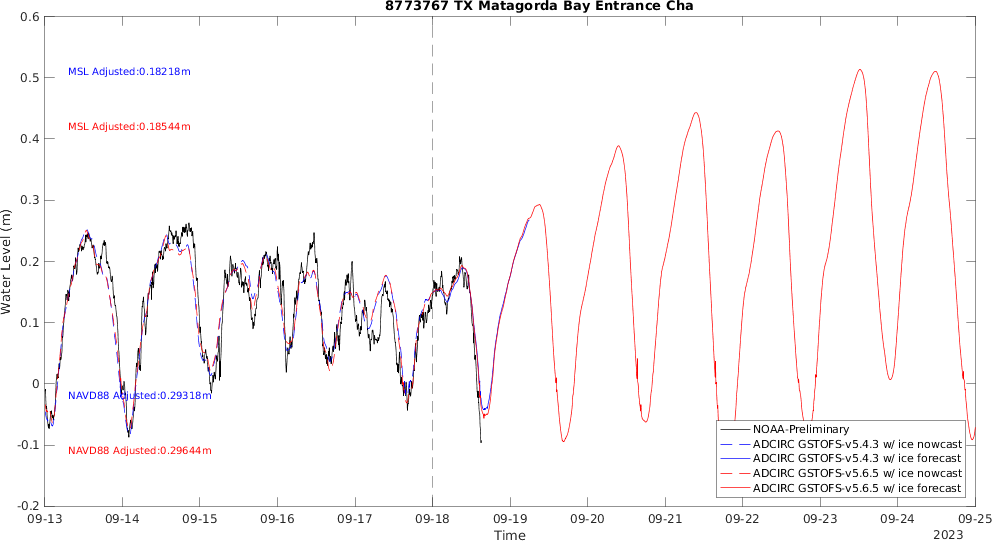 8773767 TX Matagorda Bay Entrance Cha
0.6
0.5
0.4
0.3
0.2
0.1
0
-0.1
-0.2
Water Level (m)
MSL Adjusted:0.18218m
MSL Adjusted:0.18544m
NAVD88 Adjusted:0.29318m
NAVD88 Adjusted:0.29644m
NOAA-Preliminary
ADCIRC GSTOFS-v5.4.3 w/ ice nowcast
ADCIRC GSTOFS-v5.4.3 w/ ice forecast
ADCIRC GSTOFS-v5.6.5 w/ ice nowcast
ADCIRC GSTOFS-v5.6.5 w/ ice forecast
09-13 09-14 09-15 09-16 09-17 09-18 09-19 09-20 09-21 09-22 09-23 09-24 09-25
Time
2023